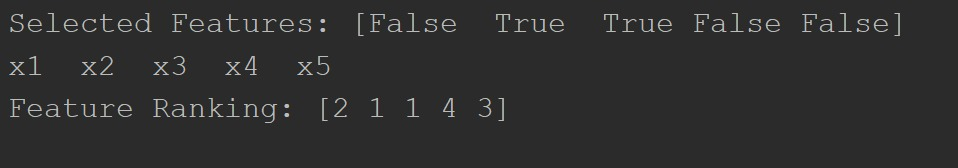 Selected Features: [False  True  True False False]
x1  x2  x3  x4  x5
Feature Ranking: [2 1 1 4 3]